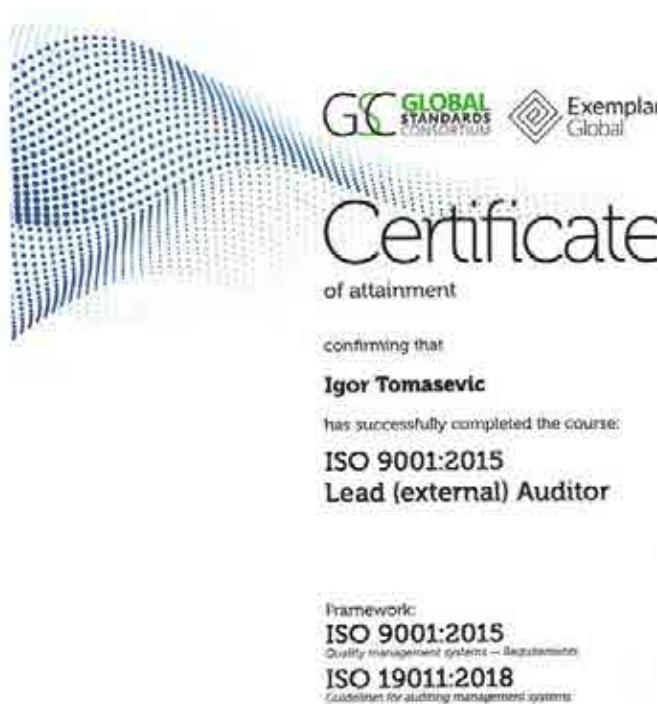 GSC GLOBAL
STANDARDS
CONSORTIUM
Exemplar
Global
Certificate
of attainment
confirming that
Igor Tomasevic
has successfully completed the course:
ISO 9001:2015
Lead (external) Auditor
Framework:
ISO 9001:2015
Quality management systems — Requirements
ISO 19011:2018
Guidelines for auditing management systems